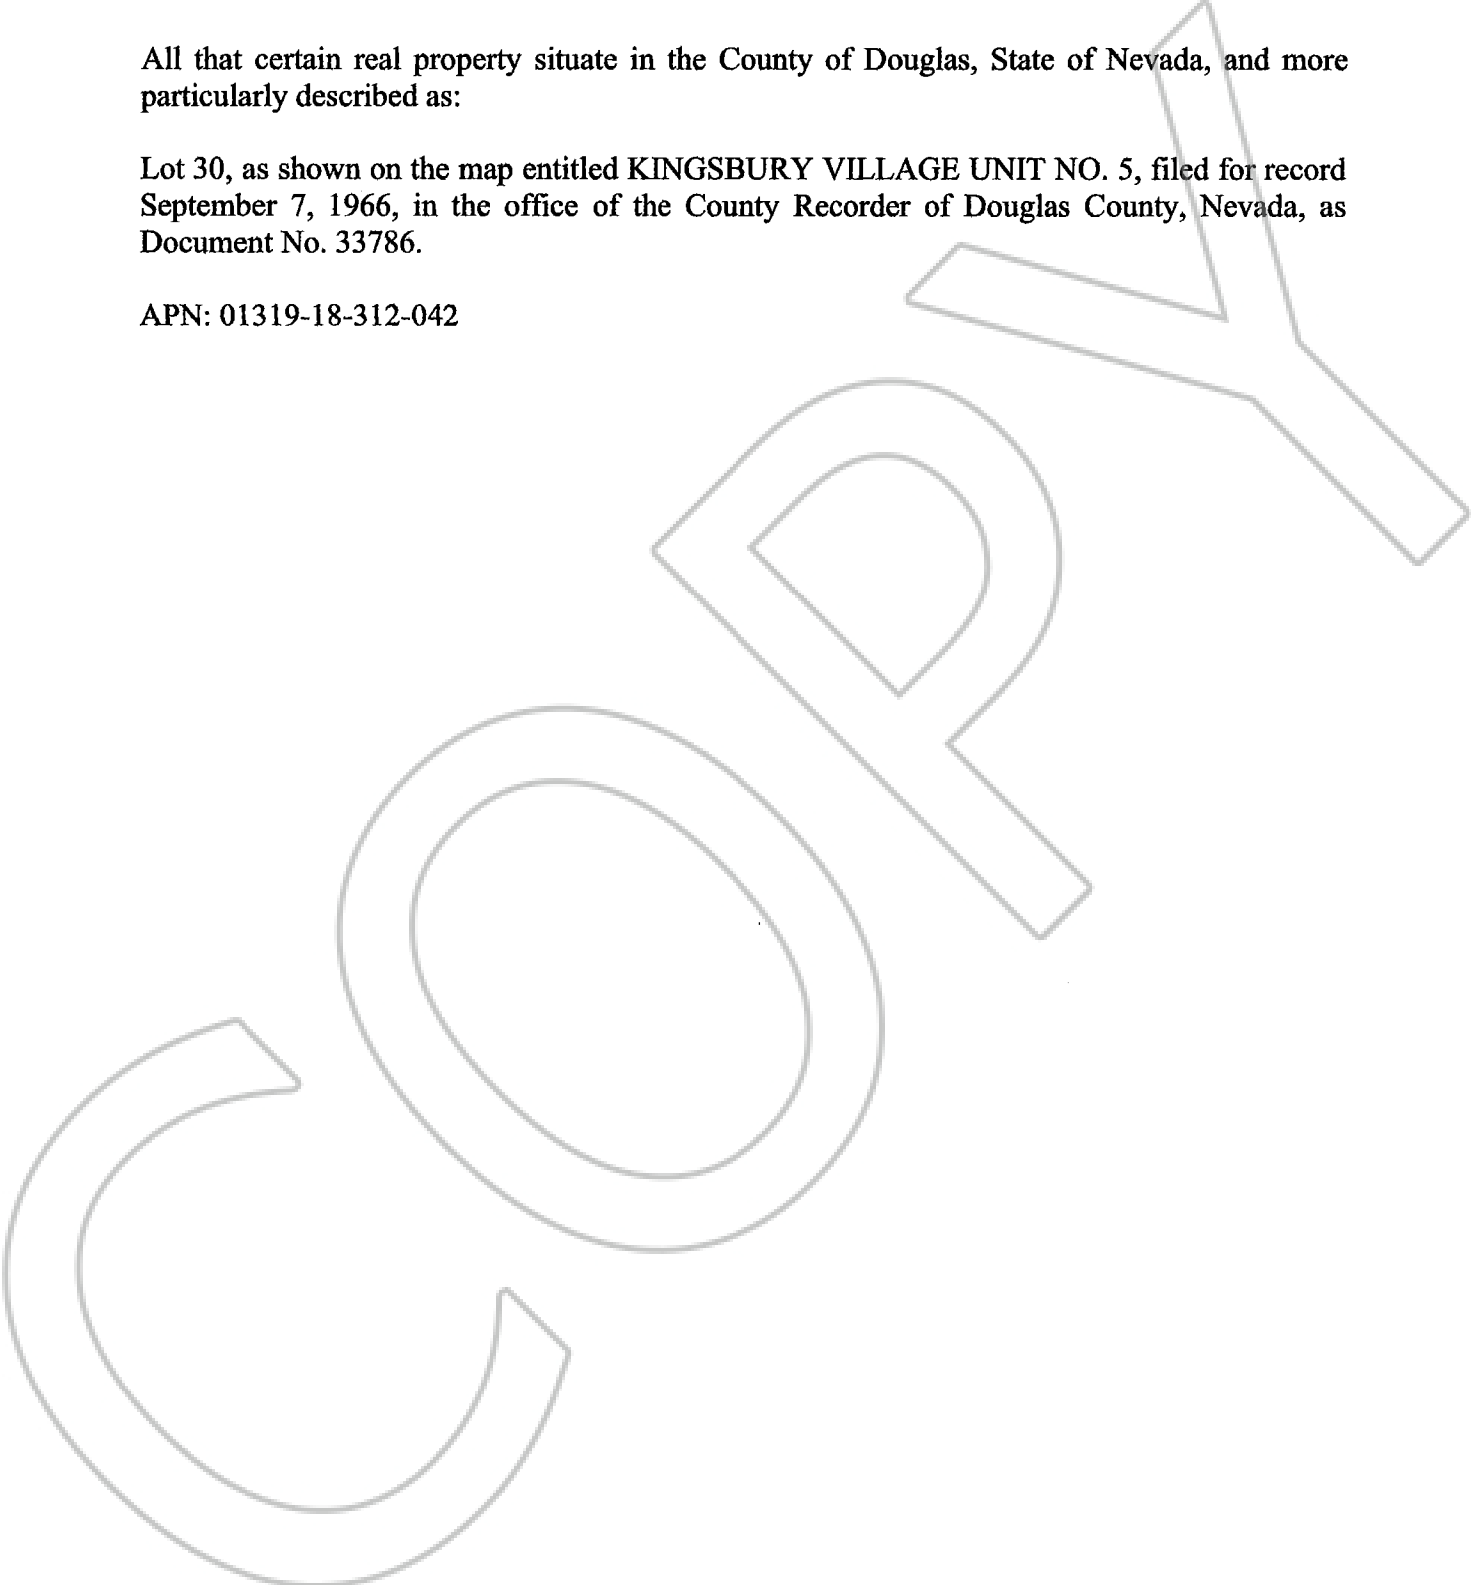 All that certain real property situate in the County of Douglas, State of Nevada, and more
particularly described as:
Lot 30, as shown on the map entitled KINGSBURY VILLAGE UNIT NO. 5, filed for record
September 7, 1966, in the office of the County Recorder of Douglas County, Nevada, as
Document No. 33786.
APN: 01319-18-312-042
COPY